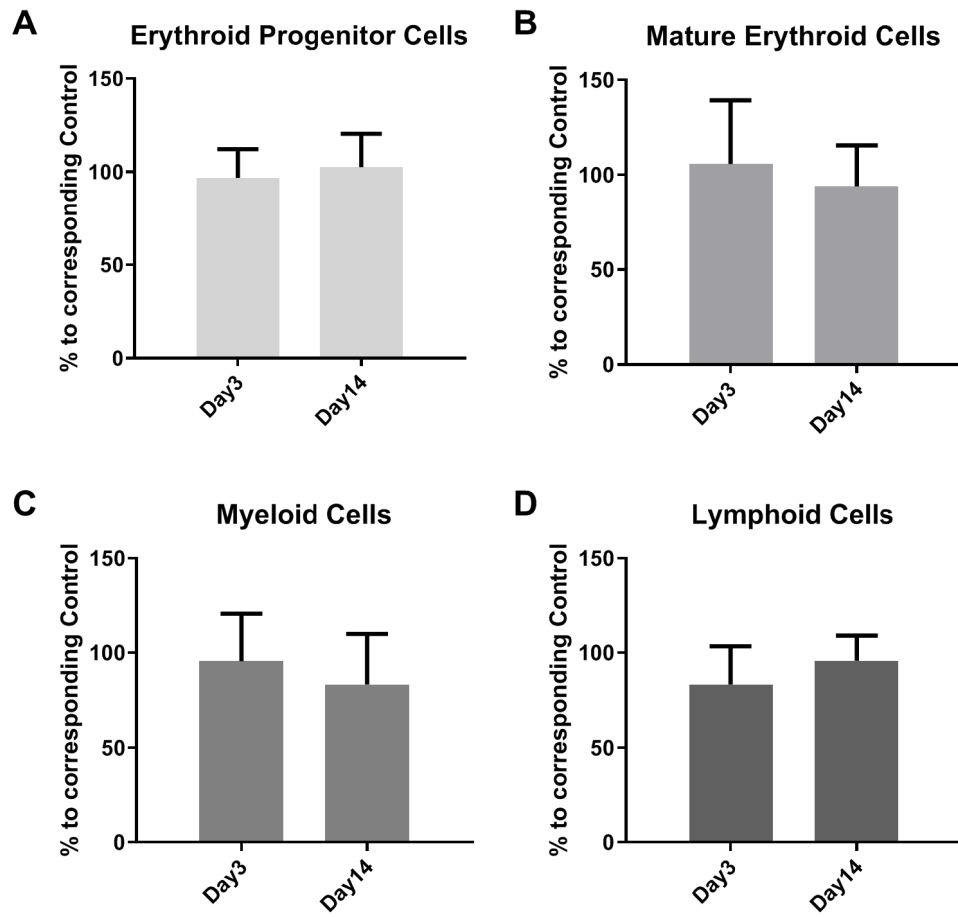 A
Erythroid Progenitor Cells
% to corresponding Control
150
100
50
0
Day3
Day14
B
Mature Erythroid Cells
% to corresponding Control
150
100
50
0
Day3
Day14
C
Myeloid Cells
% to corresponding Control
150
100
50
0
Day3
Day14
D
Lymphoid Cells
% to corresponding Control
150
100
50
0
Day3
Day14